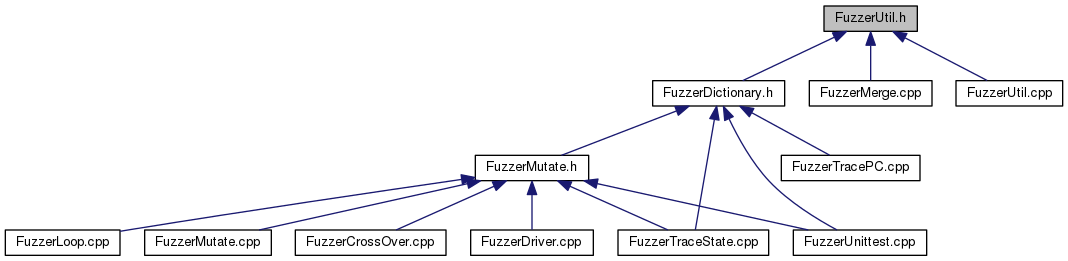 FuzzerUtil.h
FuzzerDictionary.h
FuzzerMerge.cpp
FuzzerUtil.cpp
FuzzerMutate.h
FuzzerTracePC.cpp
FuzzerLoop.cpp
FuzzerMutate.cpp
FuzzerCrossOver.cpp
FuzzerDriver.cpp
FuzzerTraceState.cpp
FuzzerUnittest.cpp